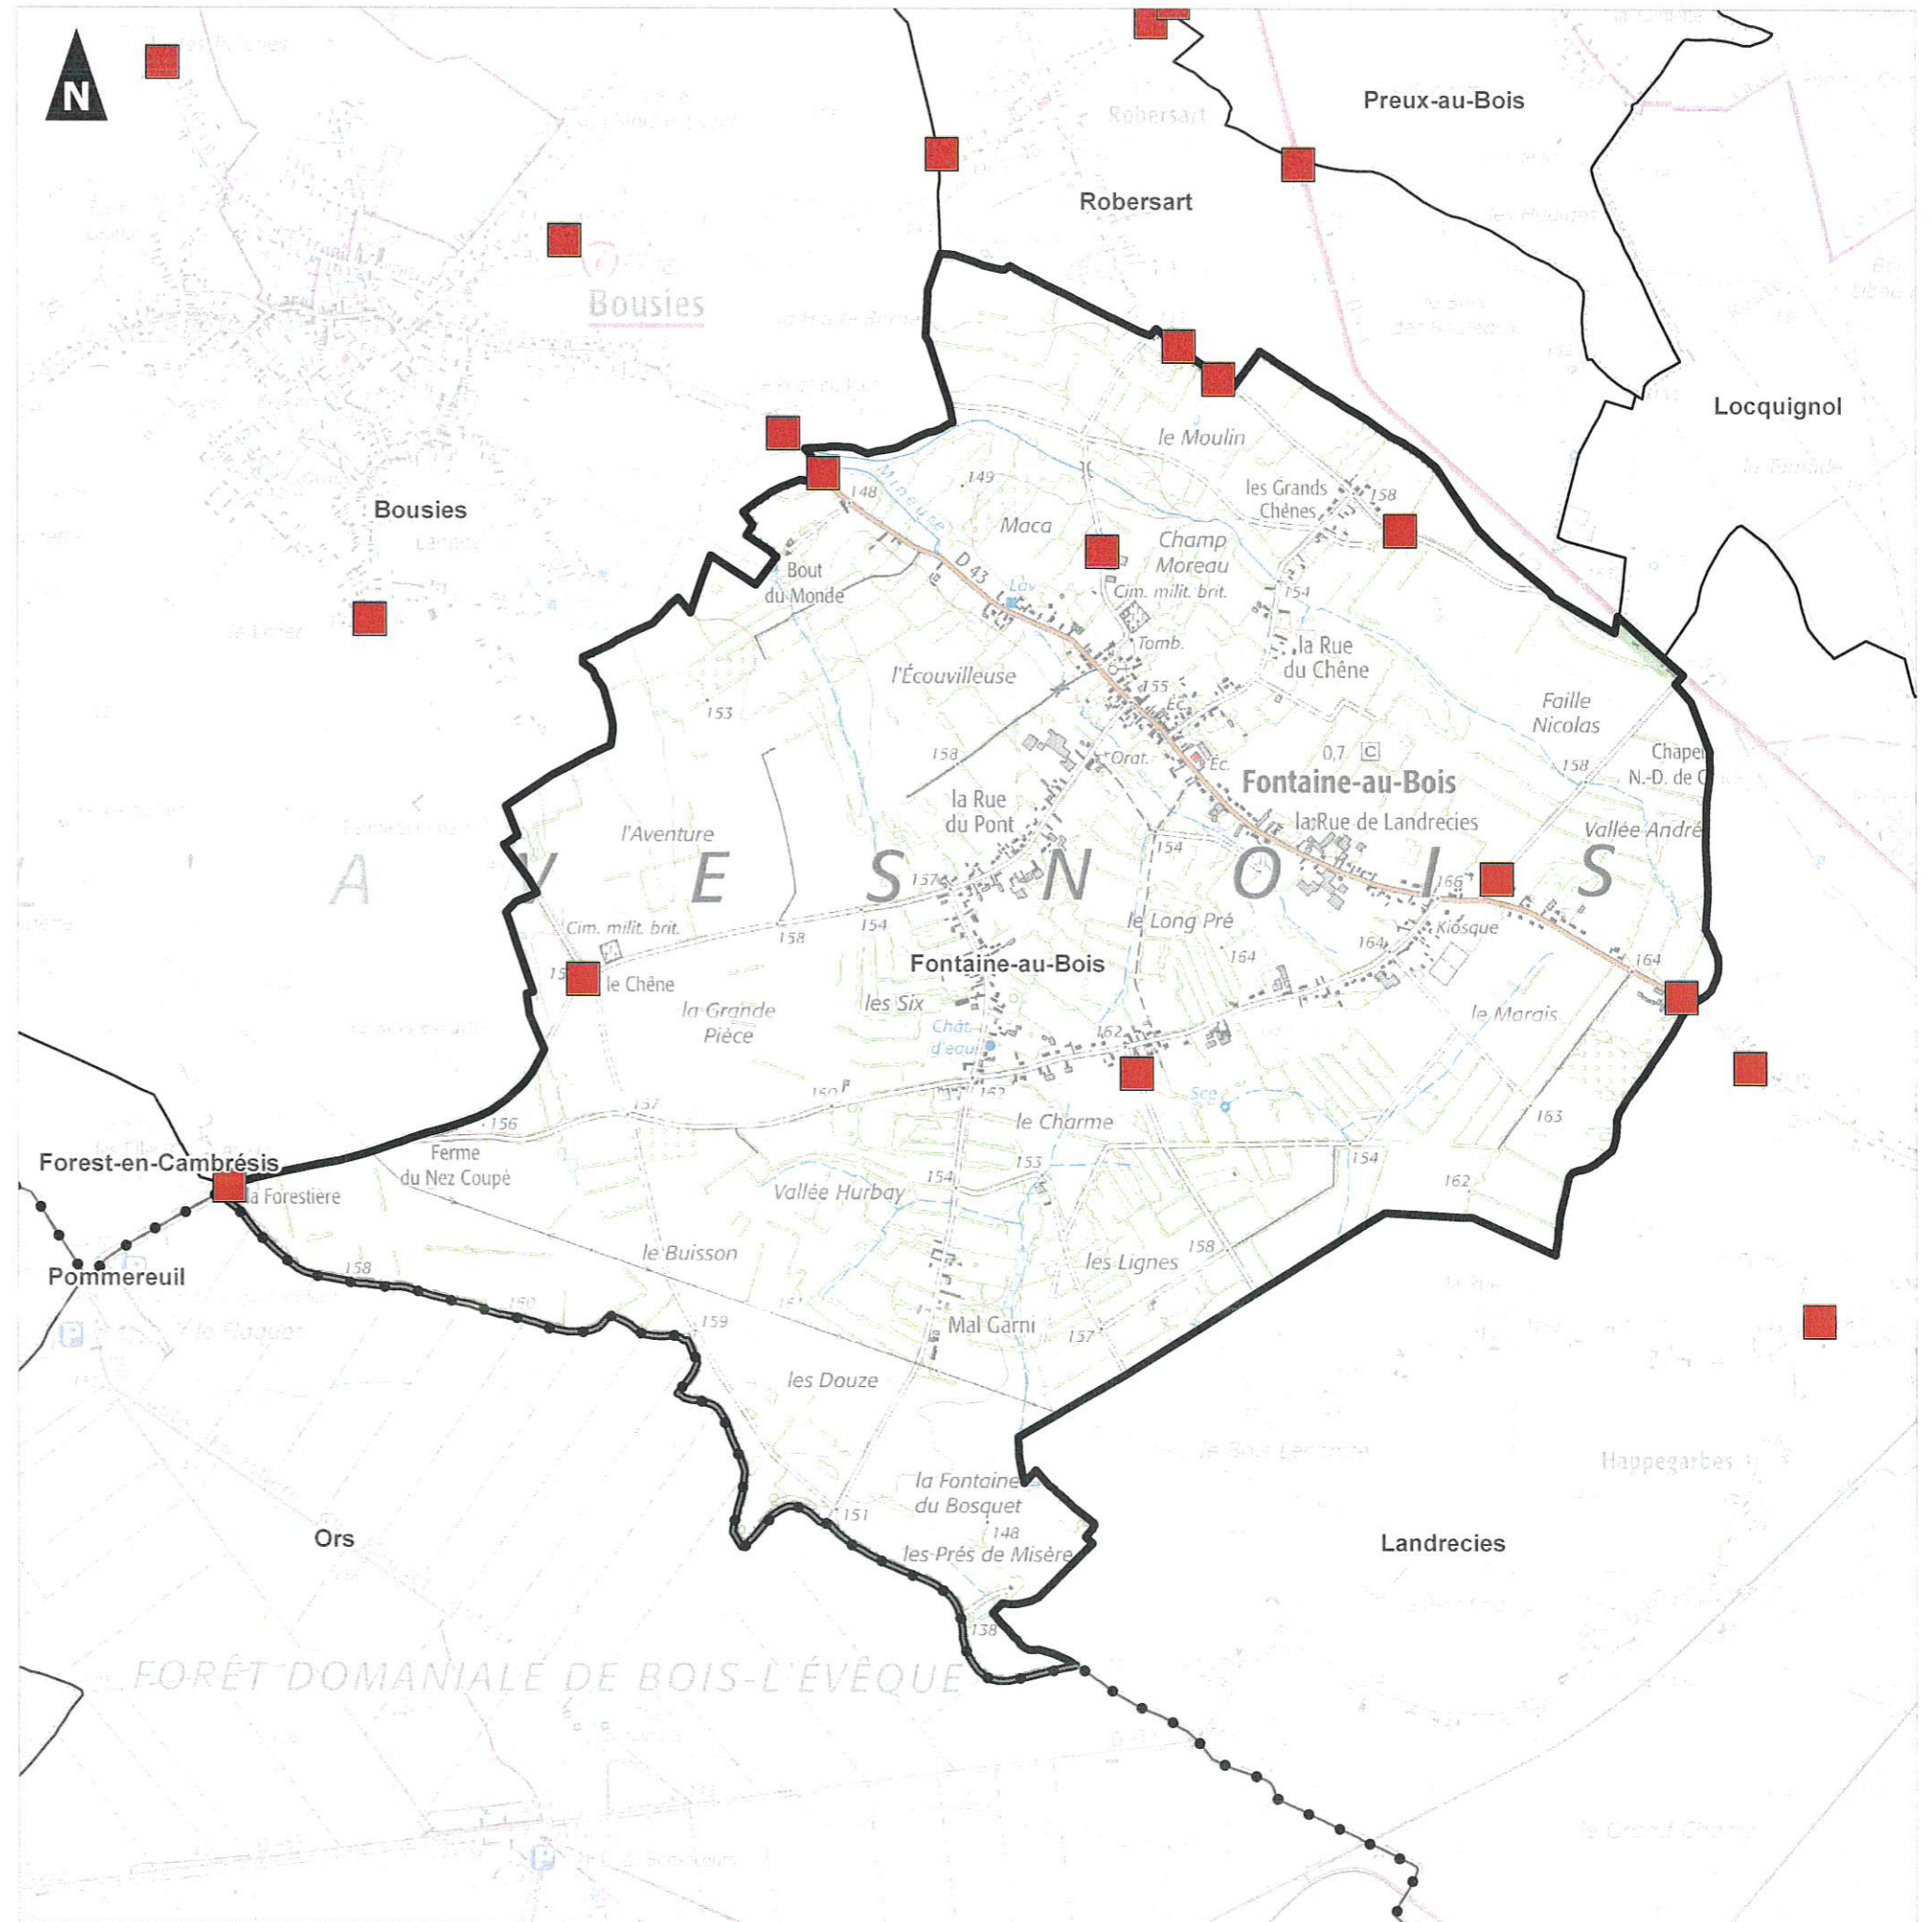 N
Preux-au-Bois
Robersart
Robersart
Bousies
Locquignol
le Moulin
Bousies
Mineuse
148
149
les Grands
Chênes
158
Maca
Champ
Moreau
D 43
Bout
du Monde
Lav.
Cim. milit. brit.
154
Tomb.
la Rue
du Chêne
l'Écouvilleuse
155
Éc.
153
Faille
Nicolas
158
Orat.
Éc.
0,7 C
Fontaine-au-Bois
158
Chapel
N.-D. de C
la Rue
du Pont
la Rue de Landrecies
Vallée André
l'Aventure
154
A V E S N O I S
157
166
Cim. milit. brit.
158
154
le Long Pré
Kiosque
164
164
164
Fontaine-au-Bois
le Chêne
la Grande
Pièce
les Six
le Marais
Chât.
d'eau
162
160
162
Sce
157
156
le Charme
163
Ferme
du Nez Coupé
153
154
Forest-en-Cambrésis
la Forestière
Vallée Hurbay
154
162
le Buisson
158
les Lignes
Pommereuil
158
160
161
159
Mal Garni
157
les Douze
Happegarbes
la Fontaine
du Bosquet
151
148
Ors
les Prés de Misère
Landrecies
138
FORÊT DOMANIALE DE BOIS-L'ÉVÊQUE
P
P